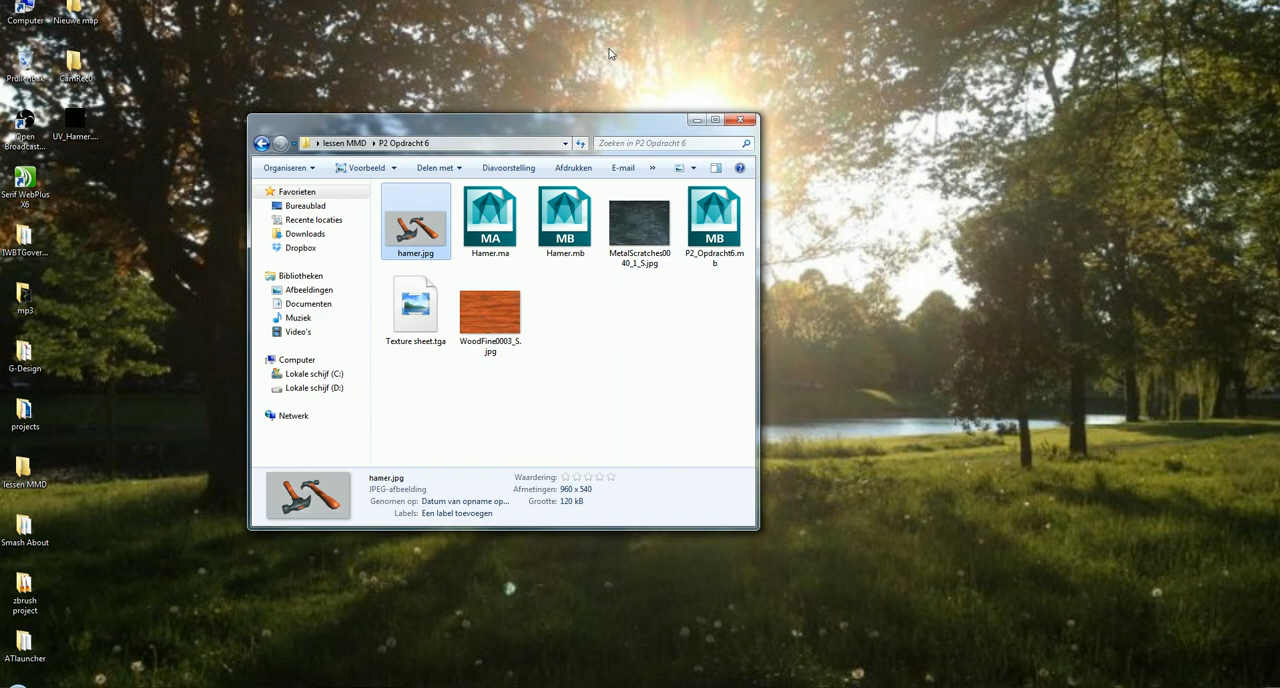 Computer
Nieuwe map
Prullenbak
CamRec0
Open
Broadcast...
UV_Hamer....
Serif WebPlus
X6
IWBTGover...
mp3
G-Design
projects
lessen MMD
Smash About
zbrush
project
ATlauncher
lessen MMD
P2 Opdracht 6
Zoeken in P2 Opdracht 6
Organiseren
Voorbeeld
Delen met
Diavoorstelling
Afdrukken
E-mail
»
Favorieten
Bureaublad
Recente locaties
Downloads
Dropbox
Bibliotheken
Afbeeldingen
Documenten
Muziek
Video's
Computer
Lokale schijf (C:)
Lokale schijf (D:)
Netwerk
MA
MB
MB
hamer.jpg
Hamer.ma
Hamer.mb
MetalScratches00
40_1_S.jpg
P2_Opdracht6.m
b
Texture sheet.tga
WoodFine0003_S.
jpg
hamer.jpg
JPEG-afbeelding
Genomen op: Datum van opname op...
Labels: Een label toevoegen
Waardering:
Afmetingen: 960 x 540
Grootte: 120 kB